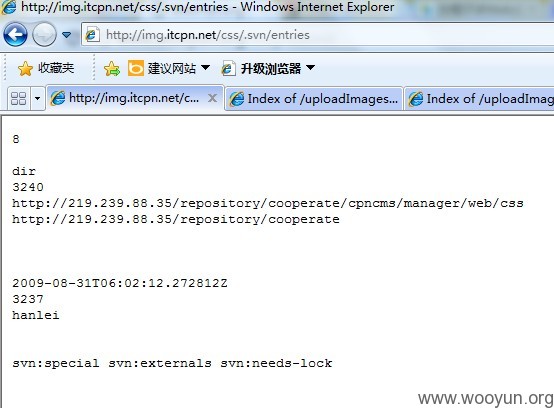 http://img.itcpn.net/css/.svn/entries - Windows Internet Explorer
http://img.itcpn.net/css/.svn/entries
收藏夹 建议网站 升级浏览器
http://img.itcpn.net/c... Index of /uploadImages... Index of /uploadImag
8
dir
3240
http://219.239.88.35/repository/cooperate/cpncms/manager/web/css
http://219.239.88.35/repository/cooperate
2009-08-31T06:02:12.272812Z
3237
hanlei
svn:special svn:externals svn:needs-lock
www.wooyun.org